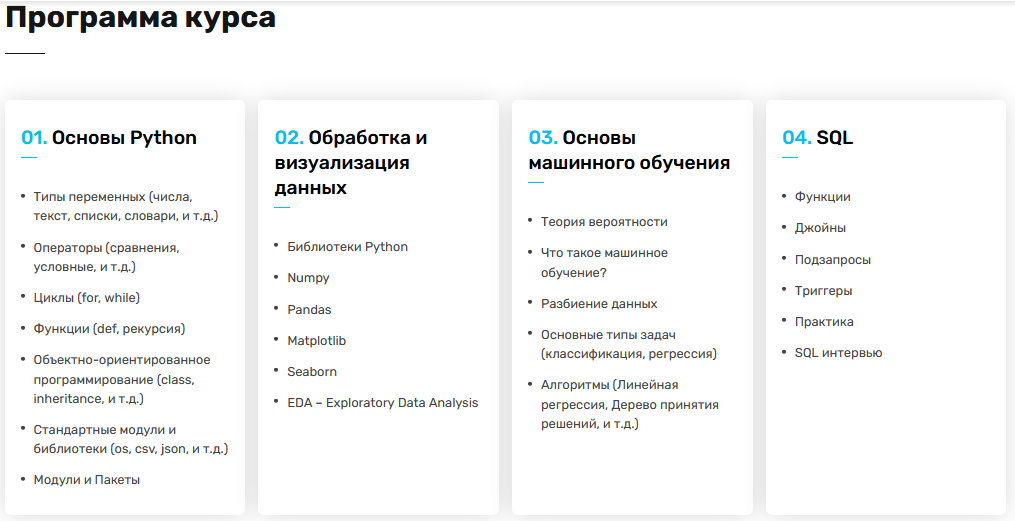 Программа курса
01. Основы Python
• Типы переменных (числа,
текст, списки, словари, и т.д.)
• Операторы (сравнения,
условные, и т.д.)
• Циклы (for, while)
• Функции (def, рекурсия)
• Объектно-ориентированное
программирование (class,
inheritance, и т.д.)
• Стандартные модули и
библиотеки (os, csv, json, и т.д.)
• Модули и Пакеты
02. Обработка и
визуализация
данных
• Библиотеки Python
• Numpy
• Pandas
• Matplotlib
• Seaborn
• EDA – Exploratory Data Analysis
03. Основы
машинного обучения
• Теория вероятности
• Что такое машинное
обучение?
• Разбиение данных
• Основные типы задач
(классификация, регрессия)
• Алгоритмы (Линейная
регрессия, Дерево принятия
решений, и т.д.)
04. SQL
• Функции
• Джойны
• Подзапросы
• Триггеры
• Практика
• SQL интервью